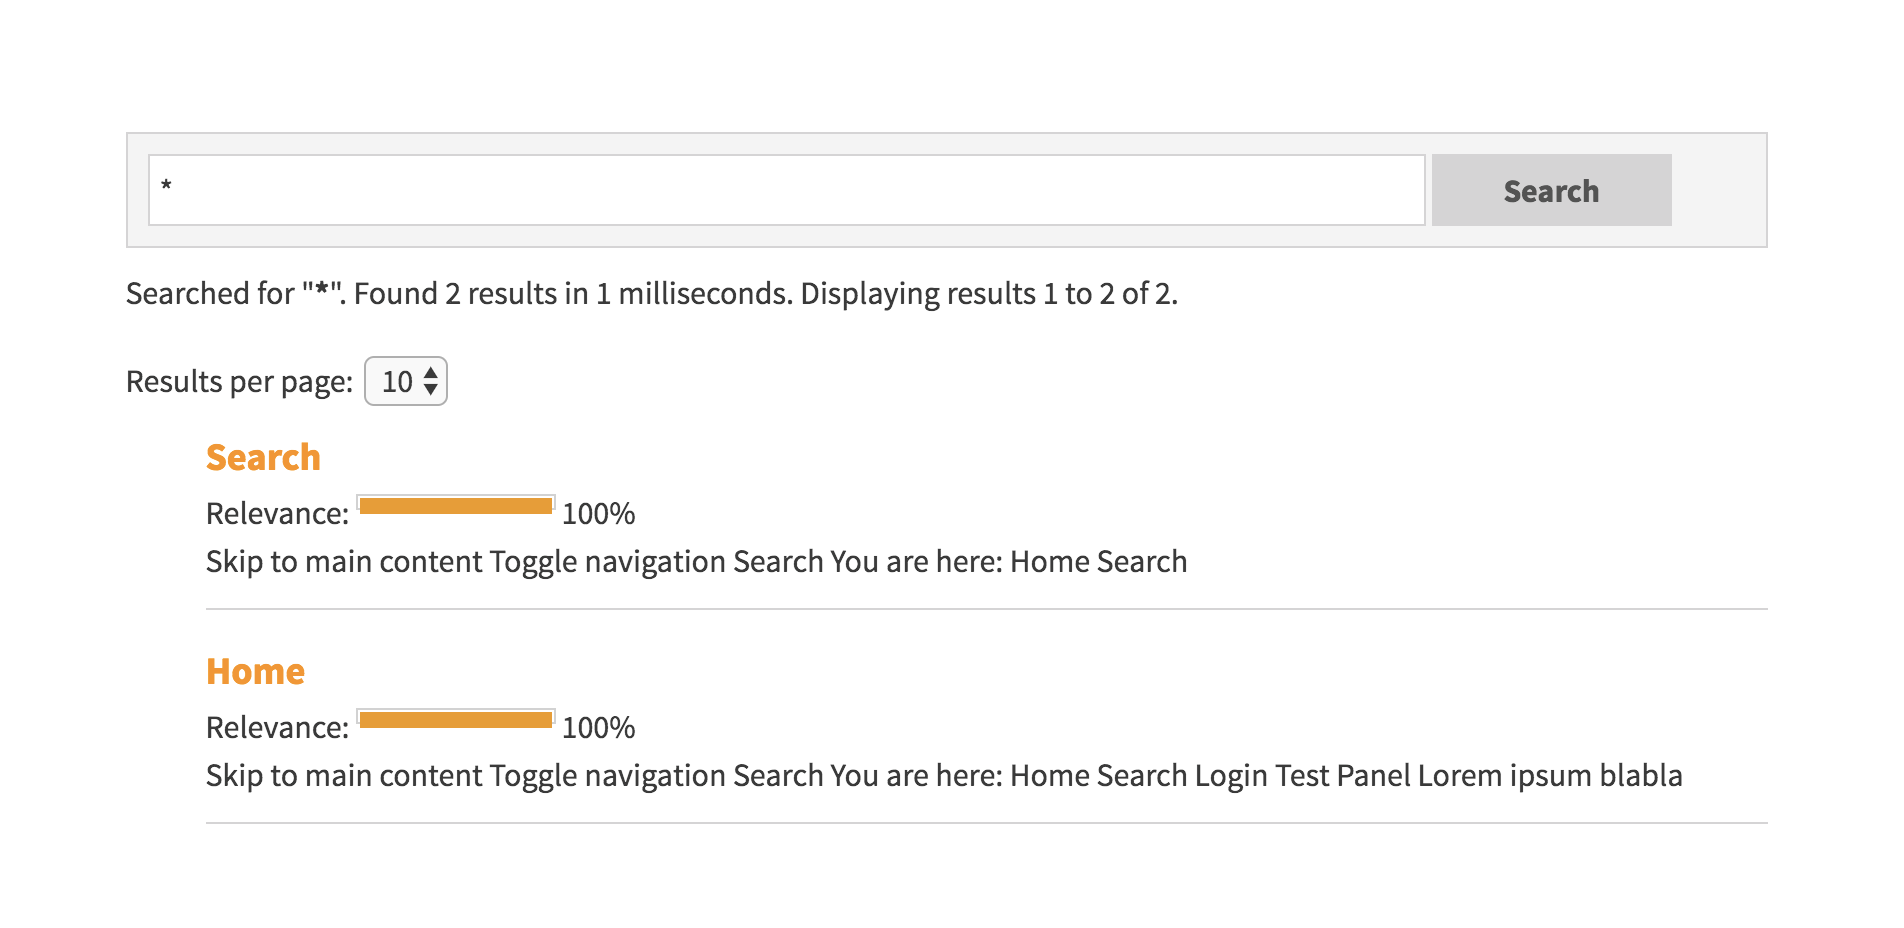 *
Search
Searched for "*". Found 2 results in 1 milliseconds. Displaying results 1 to 2 of 2.
Results per page: 10
Search
Relevance: 100%
Skip to main content Toggle navigation Search You are here: Home Search
Home
Relevance: 100%
Skip to main content Toggle navigation Search You are here: Home Search Login Test Panel Lorem ipsum blabla